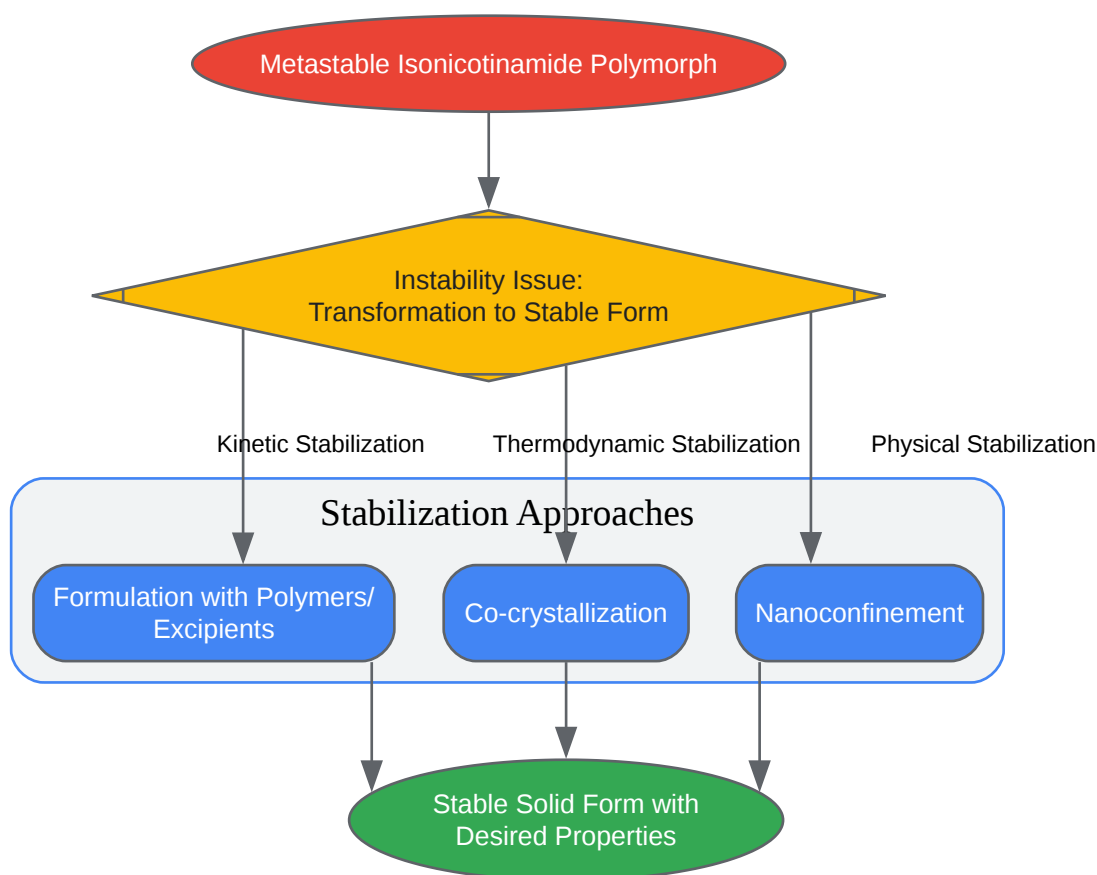 Metastable Isonicotinamide Polymorph
Instability Issue:
Transformation to Stable Form
Kinetic Stabilization
Thermodynamic Stabilization
Physical Stabilization
Stabilization Approaches
Formulation with Polymers/
Excipients
Co-crystallization
Nanoconfinement
Stable Solid Form with
Desired Properties